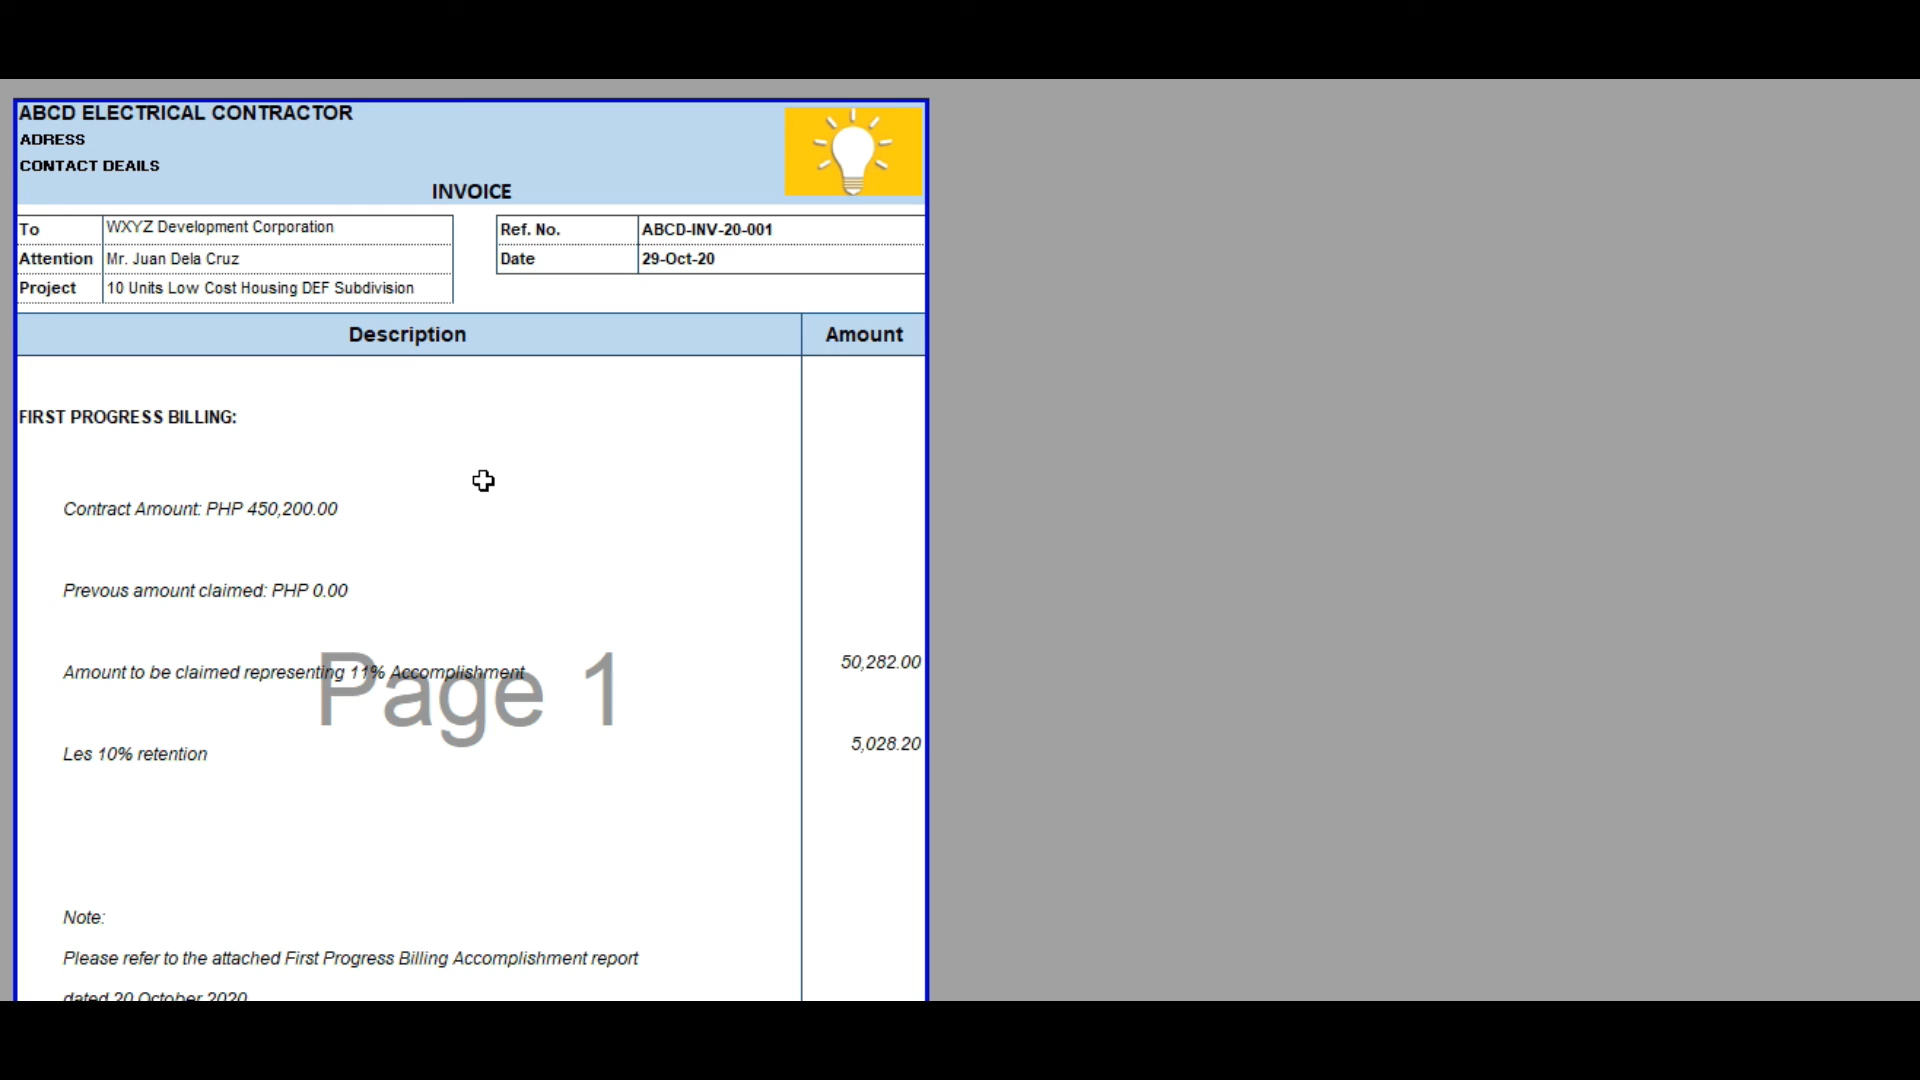 ABCD ELECTRICAL CONTRACTOR
ADRESS
CONTACT DEAILS
INVOICE
To WXYZ Development Corporation Ref. No. ABCD-INV-20-001
Attention Mr. Juan Dela Cruz Date 29-Oct-20
Project 10 Units Low Cost Housing DEF Subdivision
Description Amount
FIRST PROGRESS BILLING:
Contract Amount: PHP 450,200.00
Prevous amount claimed: PHP 0.00
Amount to be claimed representing 11% Accomplishment 50,282.00
Page 1
Les 10% retention 5,028.20
Note:
Please refer to the attached First Progress Billing Accomplishment report
dated 20 October 2020